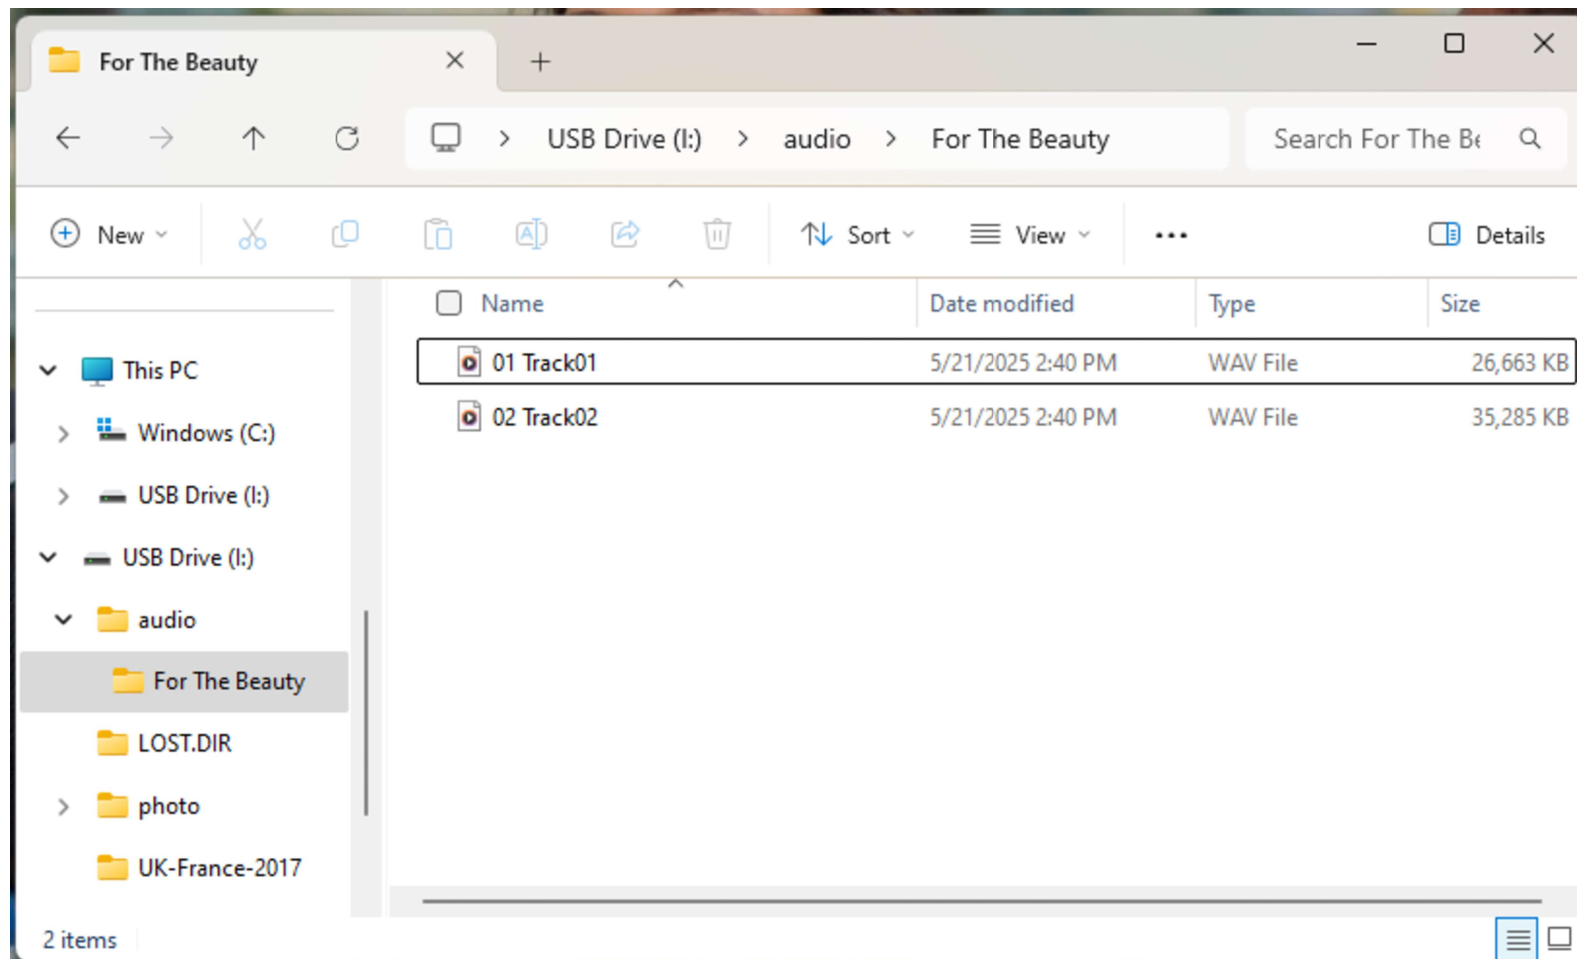 For The Beauty
USB Drive (I:) audio For The Beauty
Search For The Be
New Sort View Details
Name Date modified Type Size
01 Track01 5/21/2025 2:40 PM WAV File 26,663 KB
02 Track02 5/21/2025 2:40 PM WAV File 35,285 KB
This PC
Windows (C:)
USB Drive (I:)
USB Drive (I:)
audio
For The Beauty
LOST.DIR
photo
UK-France-2017
2 items